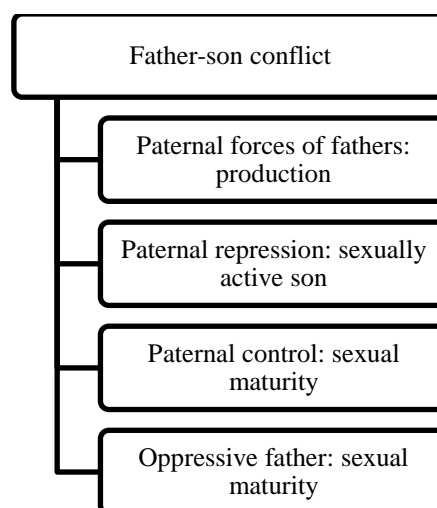 Father-son conflict
Paternal forces of fathers:
production
Paternal repression: sexually
active son
Paternal control: sexual
maturity
Oppressive father: sexual
maturity